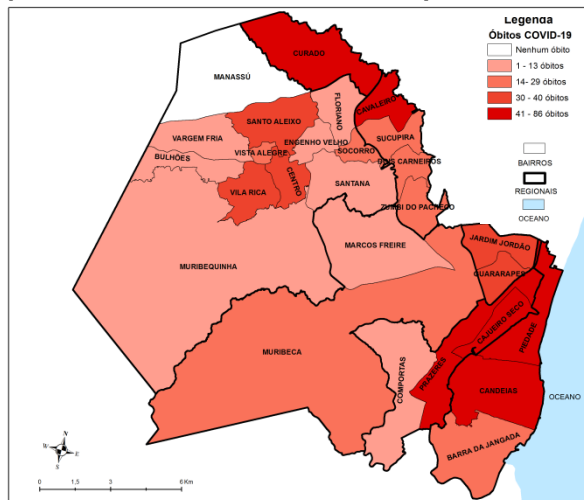 Legenda
Óbitos COVID-19
Nenhum óbito
1 - 13 óbitos
14- 29 óbitos
30 - 40 óbitos
41 - 86 óbitos
BAIRROS
REGIONAIS
OCEANO
CURADO
MANASSÚ
FLORIANO
CAVALEIRO
SANTO ALEIXO
VARGEM FRIA
ENGENHO VELHO
SUCUPIRA
SOCORRO
VISTA ALEGRE
BULHÕES
DOIS CARNEIROS
CENTRO
VILA RICA
SANTANA
ZUMBI DO PACHECO
JARDIM JORDÃO
MARCOS FREIRE
GUARARAPES
MURIBEQUINHA
CAJUEIRO SECO
PIEDADE
MURIBECA
COMPORTAS
PRAZERES
CANDEIAS
OCEANO
BARRA DA JANGADA
N
W
E
S
0 1,5 3 6 Km